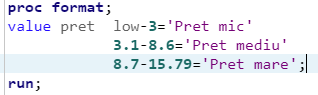 proc format;
value pret  low-3='Pret mic'
3.1-8.6='Pret mediu'
8.7-15.79='Pret mare';
run;